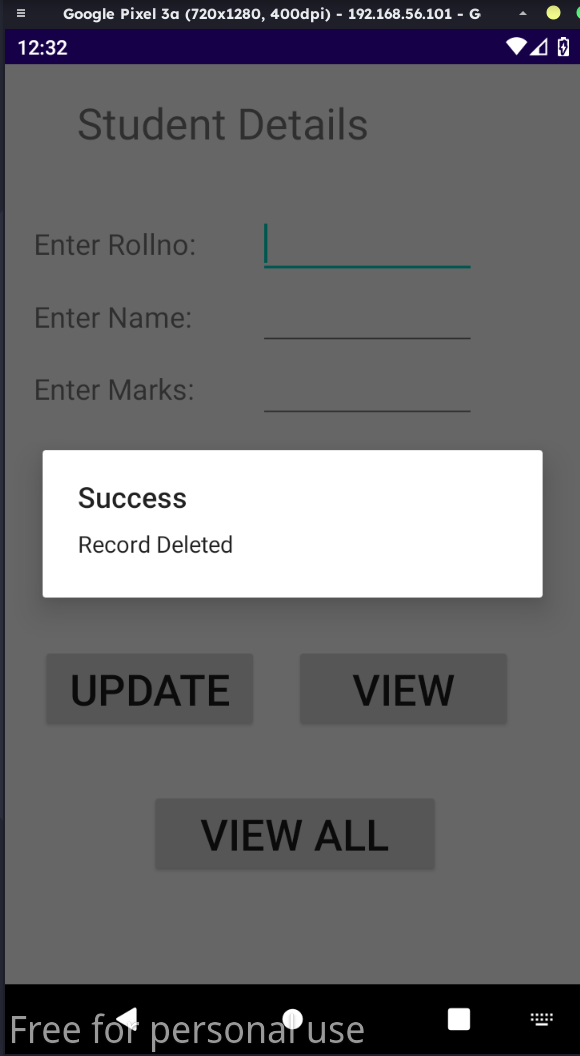 Google Pixel 3a (720x1280, 400dpi) - 192.168.56.101 - G
12:32
Student Details
Enter Rollno:
Enter Name:
Enter Marks:
Success
Record Deleted
UPDATE VIEW
VIEW ALL
Free for personal use